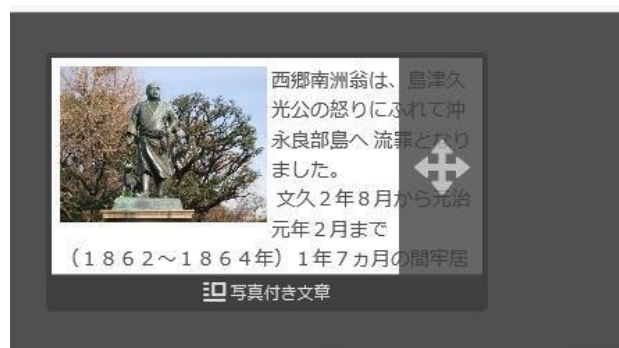 西郷南洲翁は、島津久
光公の怒りにふれて沖
永良部島へ 流罪となり
ました。
文久２年８月から元治
元年２月まで
（１８６２～１８６４年）１年７ヵ月の間牢居
写真付き文章